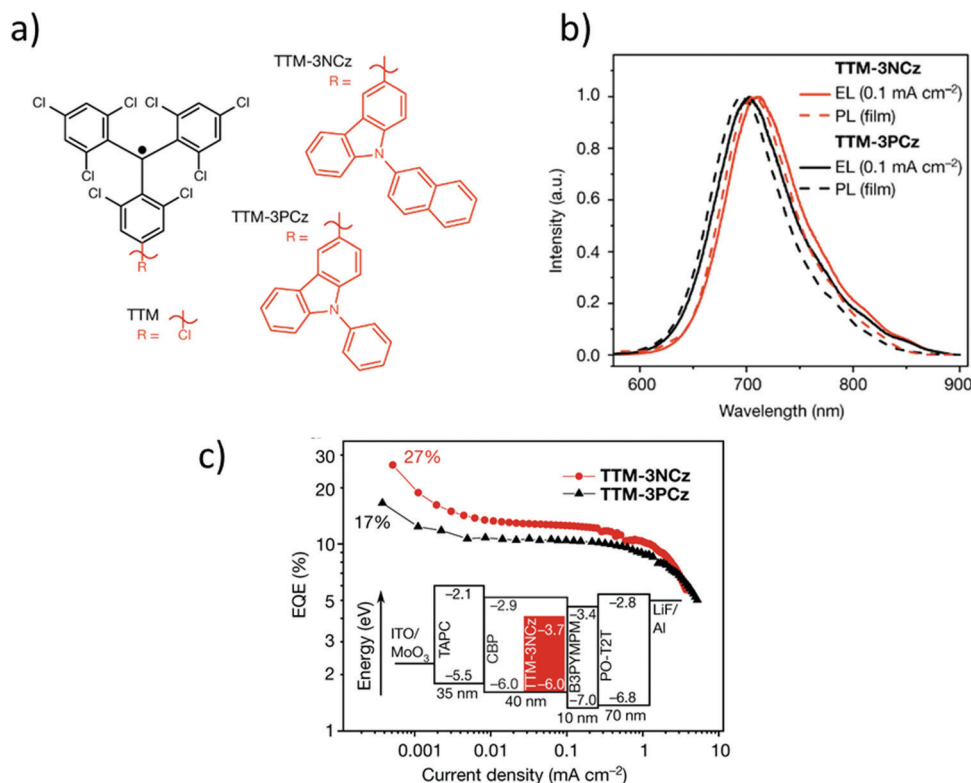 a)
TTM-3NCz
R =
Cl
Cl
Cl
Cl
Cl
Cl
Cl
Cl
R
N
TTM-3PCz
R =
N
TTM
R =
Cl
b)
TTM-3NCz
EL (0.1 mA cm⁻²)
PL (film)
TTM-3PCz
EL (0.1 mA cm⁻²)
PL (film)
Intensity (a.u.)
1.0
0.8
0.6
0.4
0.2
0.0
600 700 800 900
Wavelength (nm)
c)
27%
17%
TTM-3NCz
TTM-3PCz
EQE (%)
30
20
10
5
3
2
1
Energy (eV)
ITO/
MoO₃
−2.1
TAPC
−5.5
35 nm
−2.9
CBP
−6.0
TTM-3NCz
−3.7
−6.0
40 nm
−3.4
B3PYMPM
−7.0
10 nm
−2.8
PO-T2T
−6.8
70 nm
LiF/
Al
0.001 0.01 0.1 1 10
Current density (mA cm⁻²)